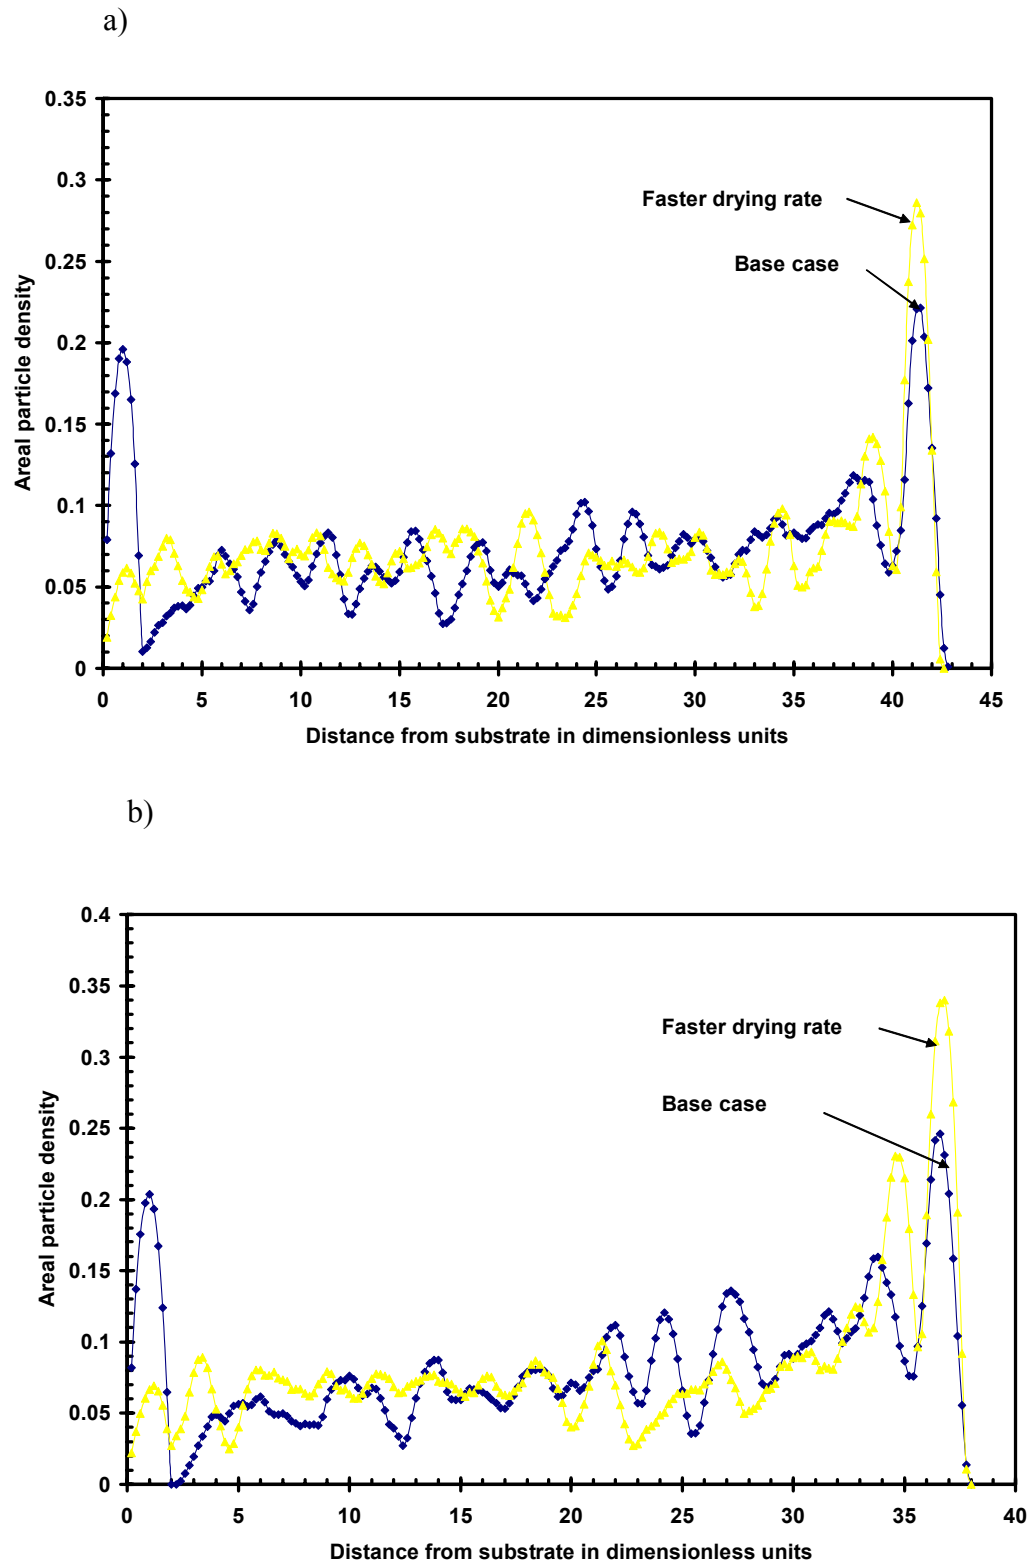 a)
0.35
0.3
0.25
0.2
0.15
0.1
0.05
0
Areal particle density
Faster drying rate
Base case
0 5 10 15 20 25 30 35 40 45
Distance from substrate in dimensionless units
b)
0.4
0.35
0.3
0.25
0.2
0.15
0.1
0.05
0
Areal particle density
Faster drying rate
Base case
0 5 10 15 20 25 30 35 40
Distance from substrate in dimensionless units